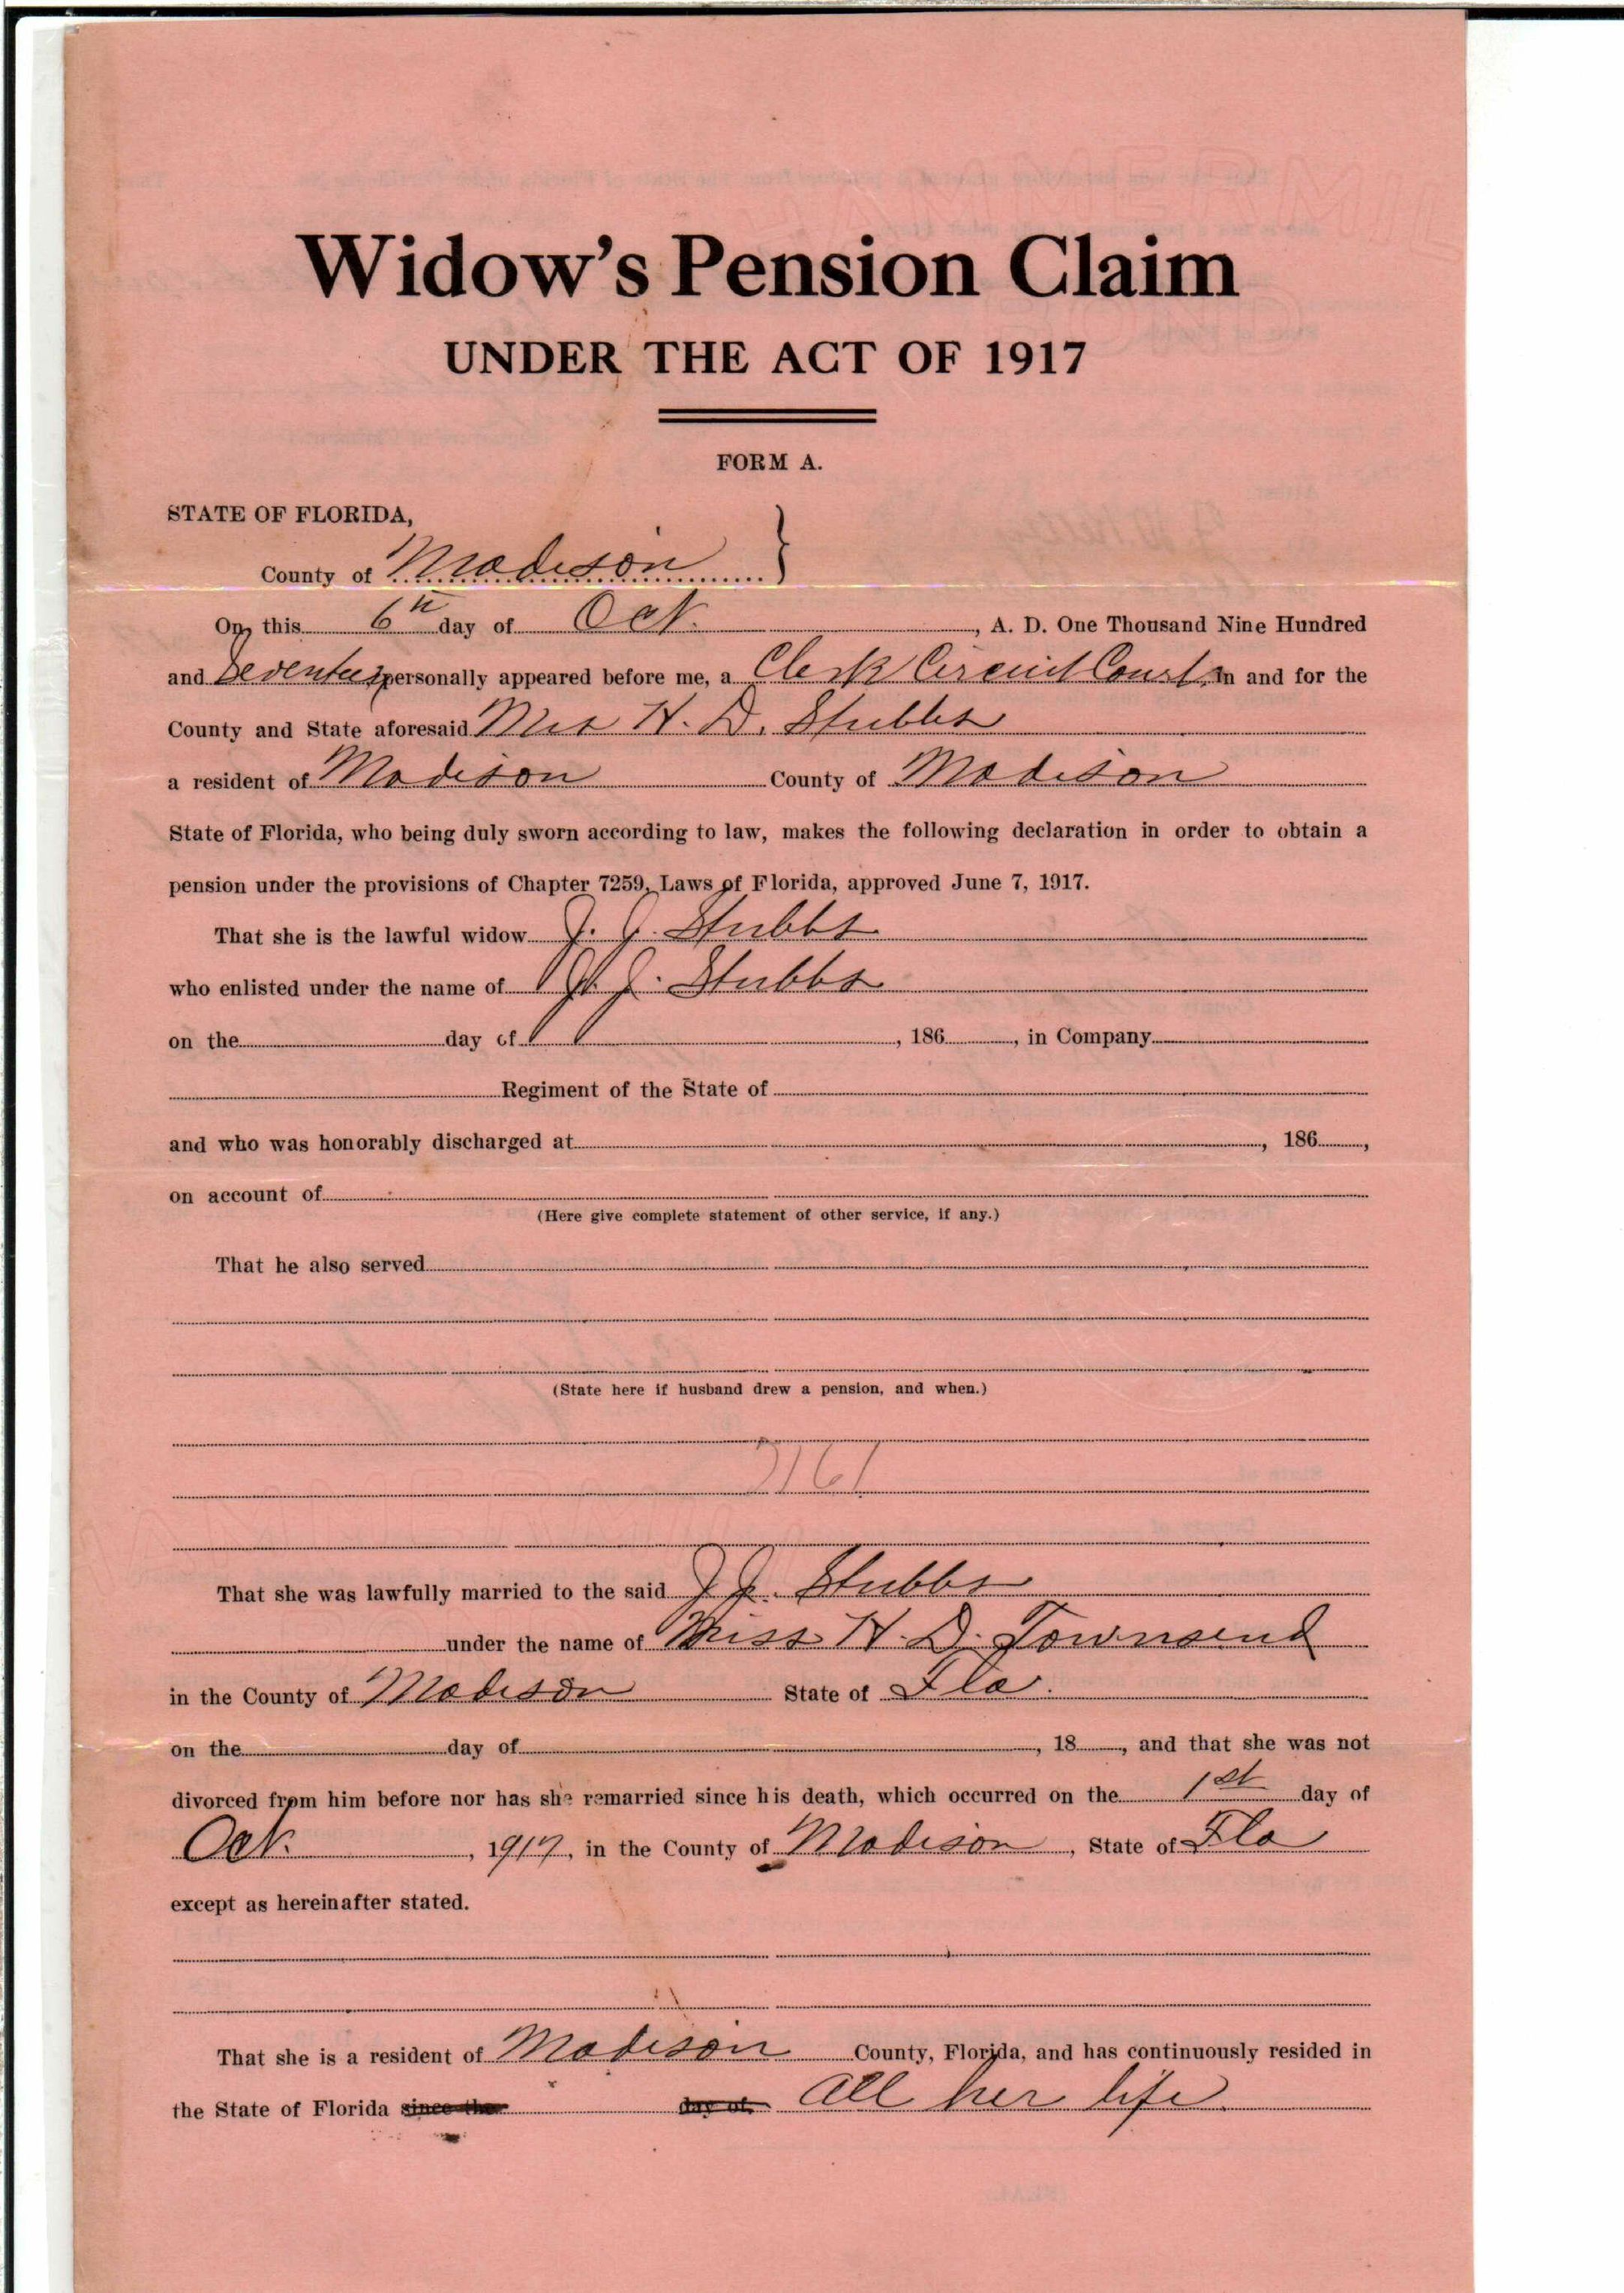 Widow's Pension Claim
UNDER THE ACT OF 1917
FORM A.
STATE OF FLORIDA,
County of Madison }
On this 6th day of Oct. , A. D. One Thousand Nine Hundred
and Seventeen personally appeared before me, a Clerk Circuit Court in and for the
County and State aforesaid Mrs H. D. Stubbs
a resident of Madison County of Madison
State of Florida, who being duly sworn according to law, makes the following declaration in order to obtain a
pension under the provisions of Chapter 7259, Laws of Florida, approved June 7, 1917.
That she is the lawful widow J. J. Stubbs
who enlisted under the name of J. J. Stubbs
on the day of , 186 , in Company
Regiment of the State of
and who was honorably discharged at , 186 ,
on account of
(Here give complete statement of other service, if any.)
That he also served
(State here if husband drew a pension, and when.)
That she was lawfully married to the said J. J. Stubbs
under the name of Miss H. D. Townsend
in the County of Madison State of Fla.
on the day of , 18 , and that she was not
divorced from him before nor has she remarried since his death, which occurred on the 1st day of
Oct. , 1917, in the County of Madison , State of Fla
except as hereinafter stated.
That she is a resident of Madison County, Florida, and has continuously resided in
the State of Florida since the day of All her life